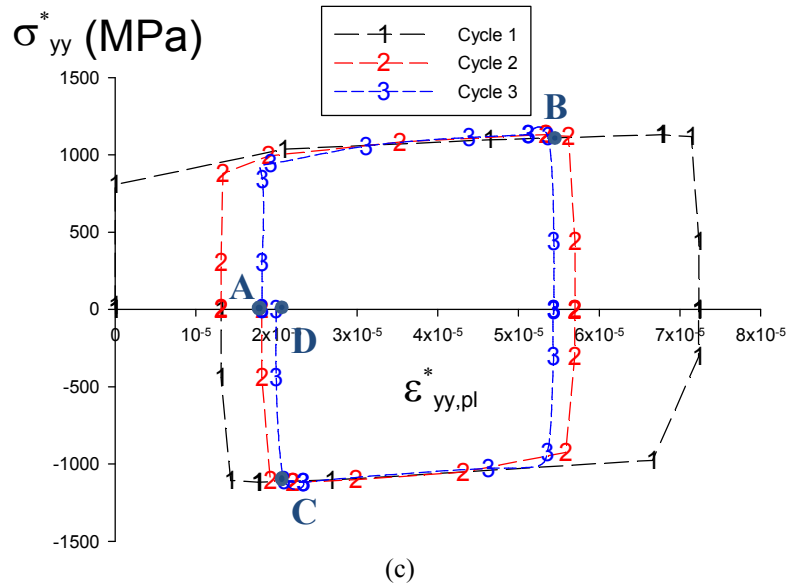 σ*yy (MPa)
1 Cycle 1
2 Cycle 2
3 Cycle 3
B
1500
1000
500
0
-500
-1000
-1500
A
D
0 1x10-5 2x10-5 3x10-5 4x10-5 5x10-5 6x10-5 7x10-5 8x10-5
ε*yy,pl
C
(c)